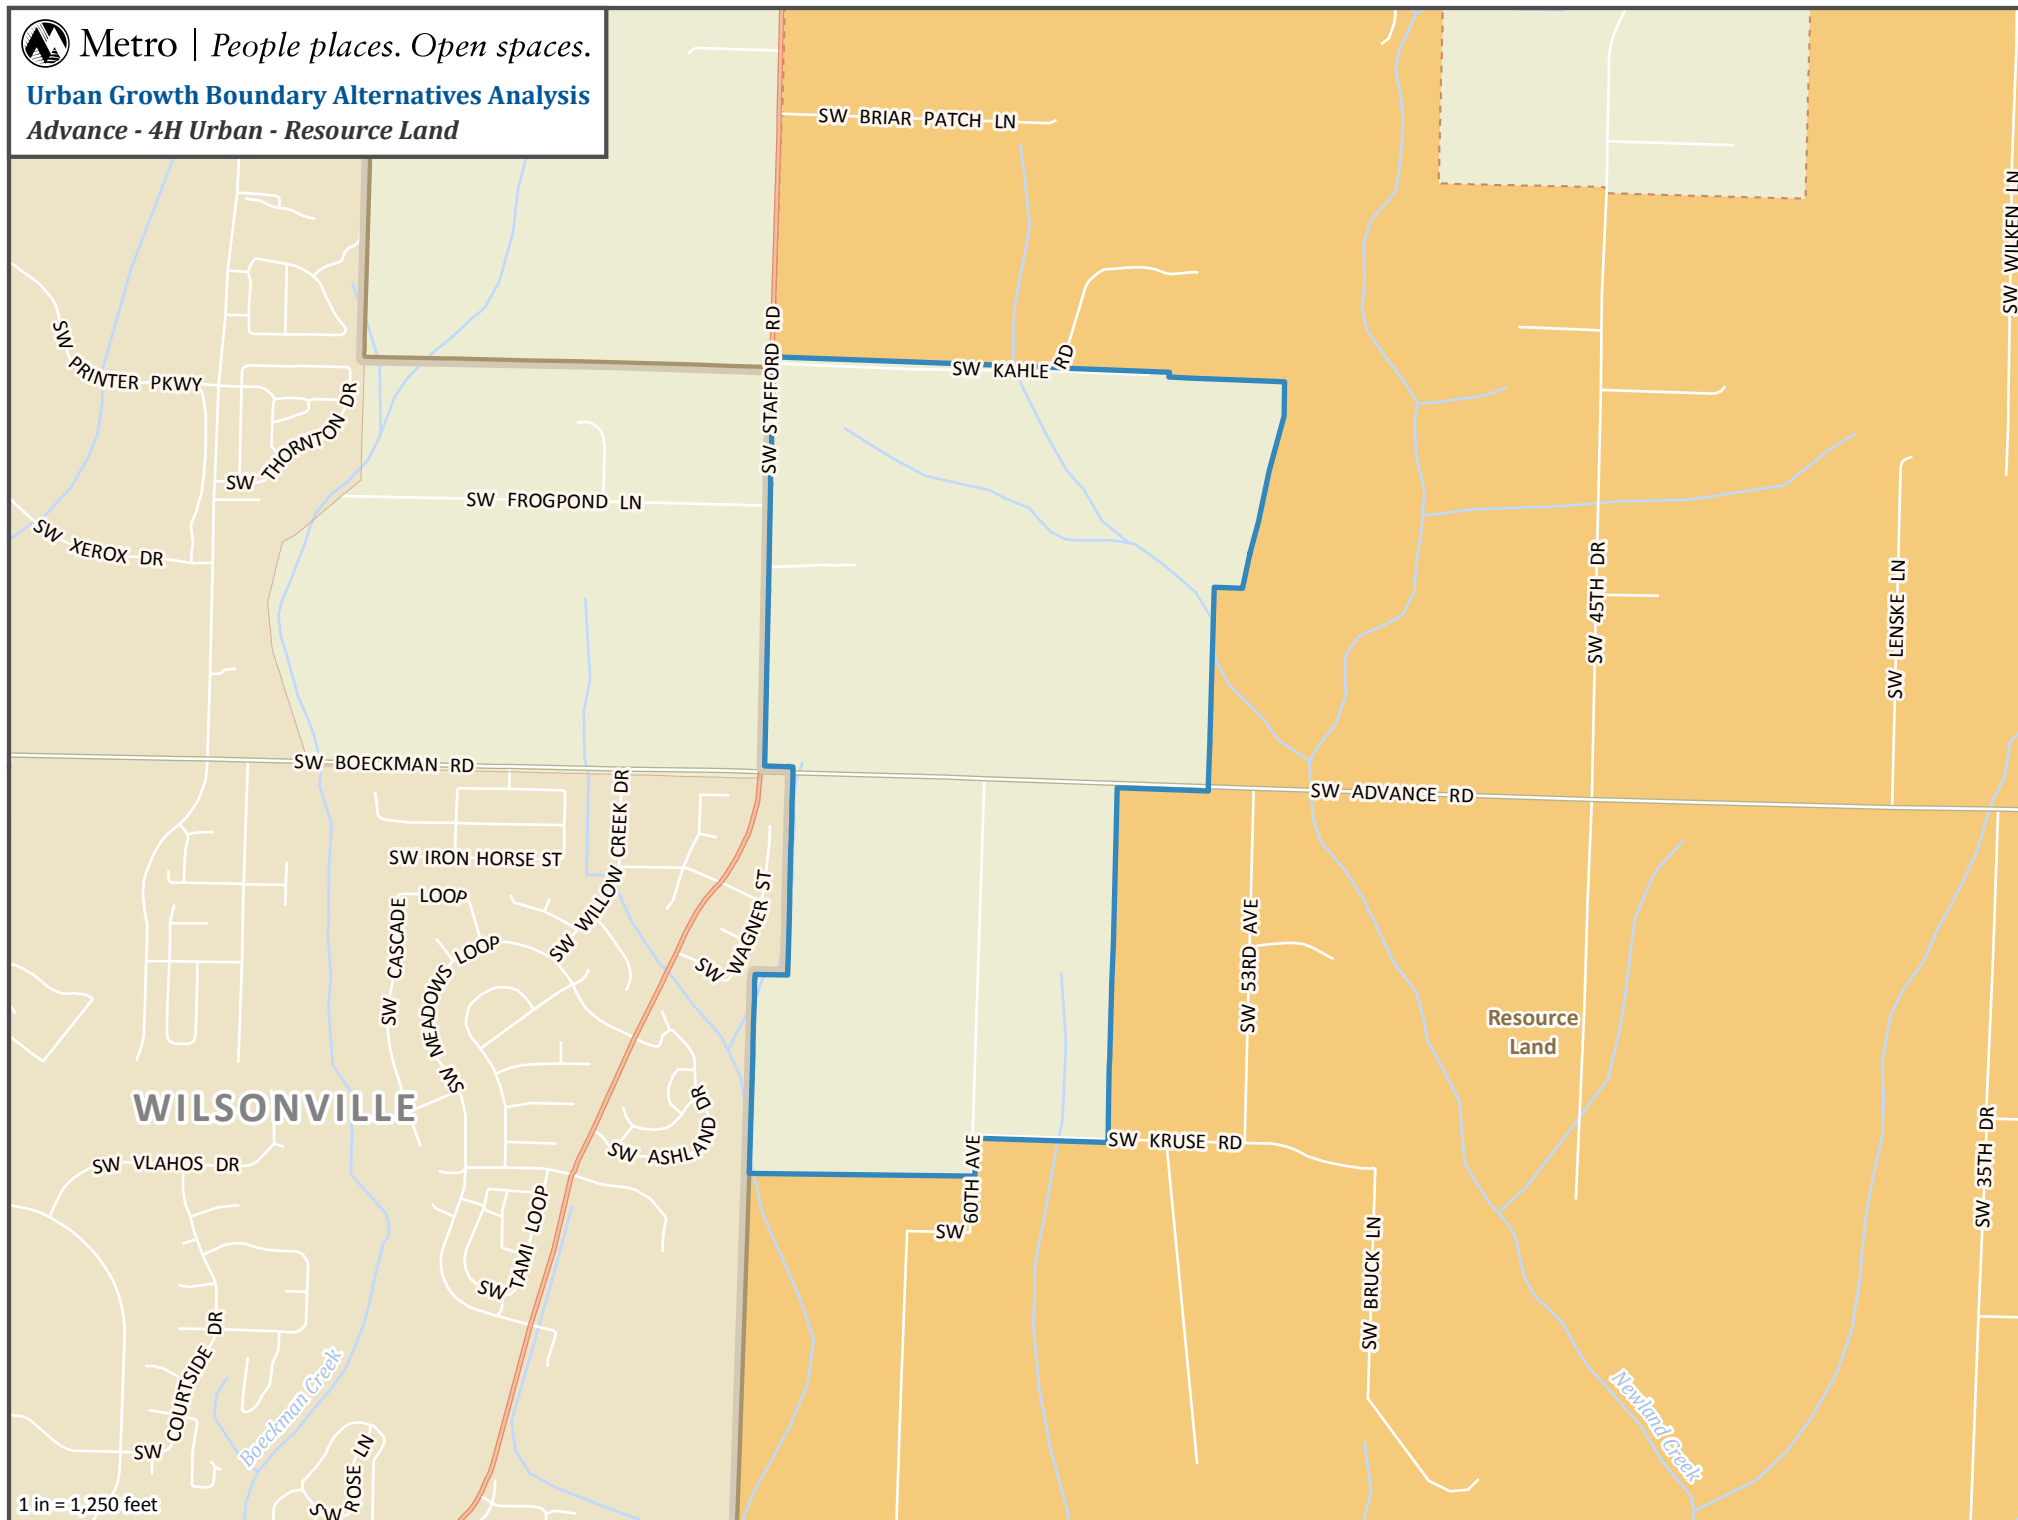 Metro | People places. Open spaces.
Urban Growth Boundary Alternatives Analysis
Advance - 4H Urban - Resource Land
SW BRIAR PATCH LN
SW WILKEN LN
SW STAFFORD RD
SW KAHLE RD
SW PRINTER PKWY
SW THORNTON DR
SW FROGPOND LN
SW XEROX DR
SW 45TH DR
SW LENSKE LN
SW BOECKMAN RD
SW ADVANCE RD
SW WILLOW CREEK DR
SW IRON HORSE ST
SW CASCADE LOOP
SW MEADOWS LOOP
SW WAGNER ST
SW 53RD AVE
Resource
Land
WILSONVILLE
SW ASHLAND DR
SW KRUSE RD
SW VLAHOS DR
SW 60TH AVE
SW 35TH DR
SW TAMI LOOP
SW BRUCK LN
SW COURTSIDE DR
Boeckman Creek
Newland Creek
SW ROSE LN
1 in = 1,250 feet